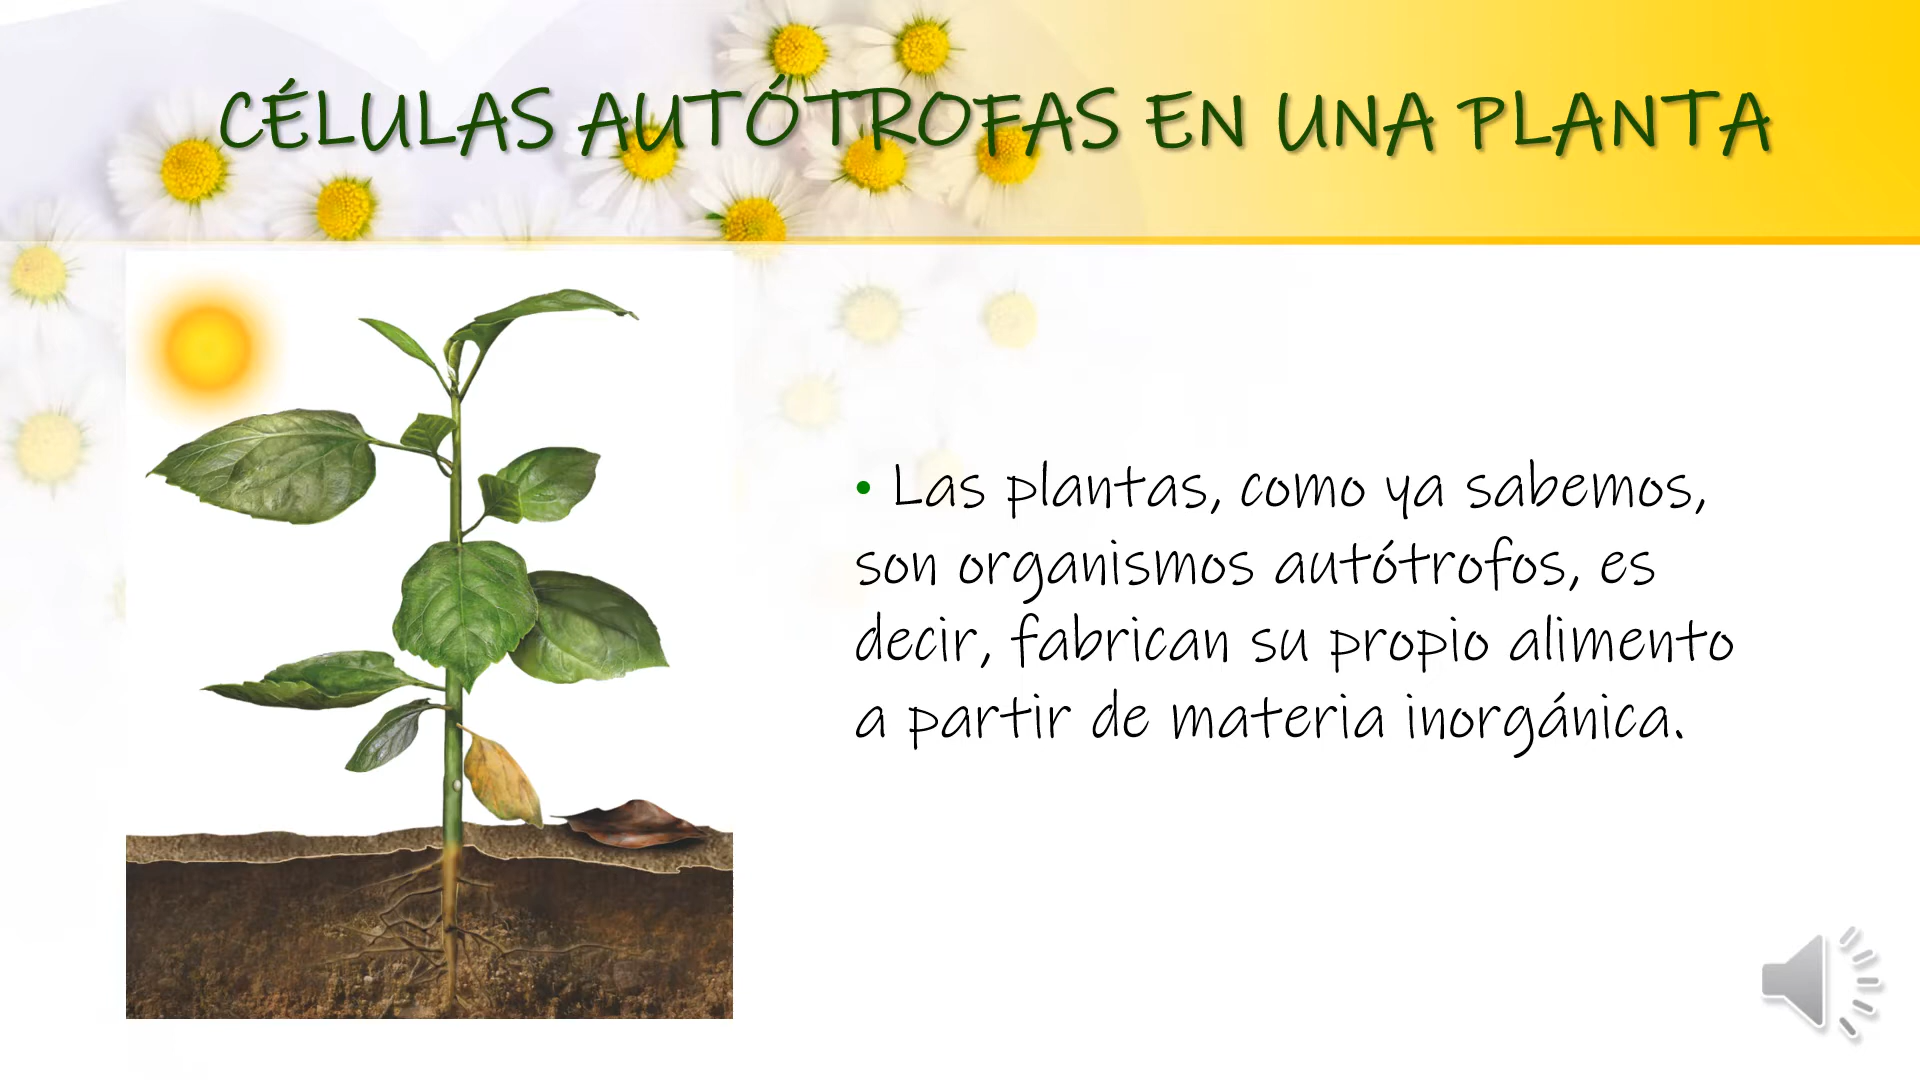 CÉLULAS AUTÓTROFAS EN UNA PLANTA
• Las plantas, como ya sabemos,
son organismos autótrofos, es
decir, fabrican su propio alimento
a partir de materia inorgánica.